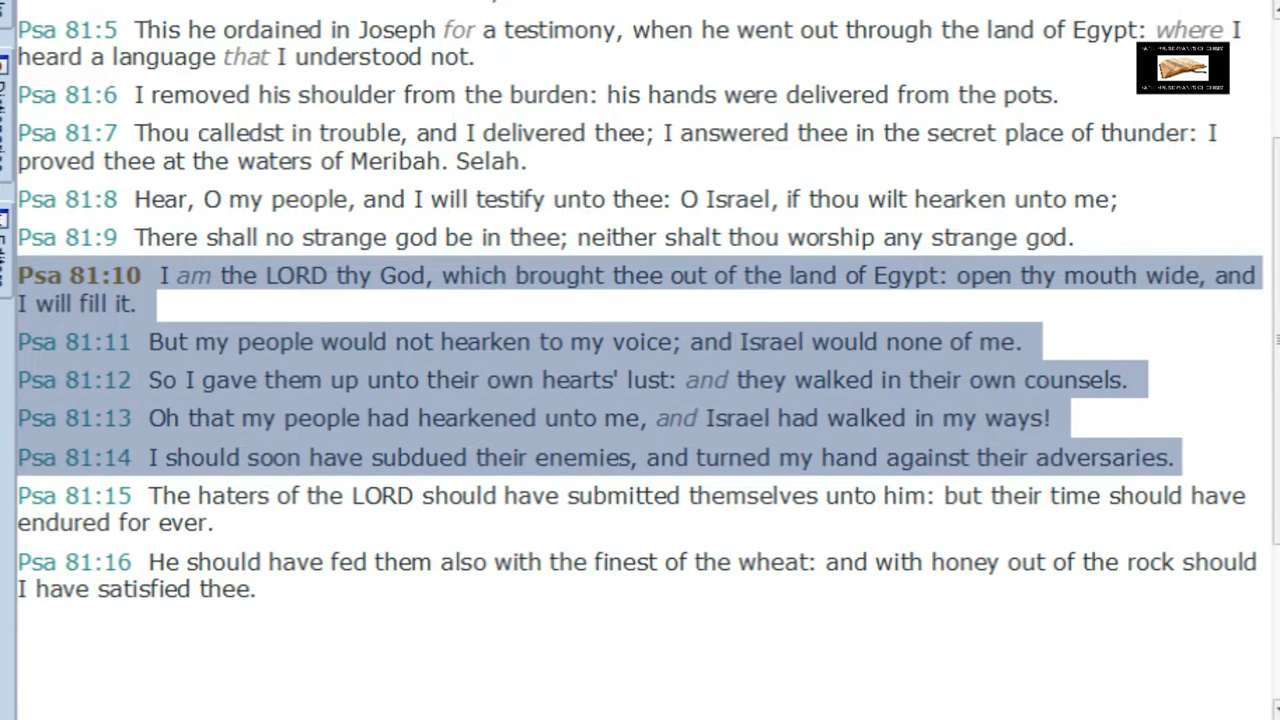 Psa 81:5 This he ordained in Joseph for a testimony, when he went out through the land of Egypt: where I
heard a language that I understood not.
Psa 81:6 I removed his shoulder from the burden: his hands were delivered from the pots.
Psa 81:7 Thou calledst in trouble, and I delivered thee; I answered thee in the secret place of thunder: I
proved thee at the waters of Meribah. Selah.
Psa 81:8 Hear, O my people, and I will testify unto thee: O Israel, if thou wilt hearken unto me;
Psa 81:9 There shall no strange god be in thee; neither shalt thou worship any strange god.
Psa 81:10 I am the LORD thy God, which brought thee out of the land of Egypt: open thy mouth wide, and
I will fill it.
Psa 81:11 But my people would not hearken to my voice; and Israel would none of me.
Psa 81:12 So I gave them up unto their own hearts' lust: and they walked in their own counsels.
Psa 81:13 Oh that my people had hearkened unto me, and Israel had walked in my ways!
Psa 81:14 I should soon have subdued their enemies, and turned my hand against their adversaries.
Psa 81:15 The haters of the LORD should have submitted themselves unto him: but their time should have
endured for ever.
Psa 81:16 He should have fed them also with the finest of the wheat: and with honey out of the rock should
I have satisfied thee.